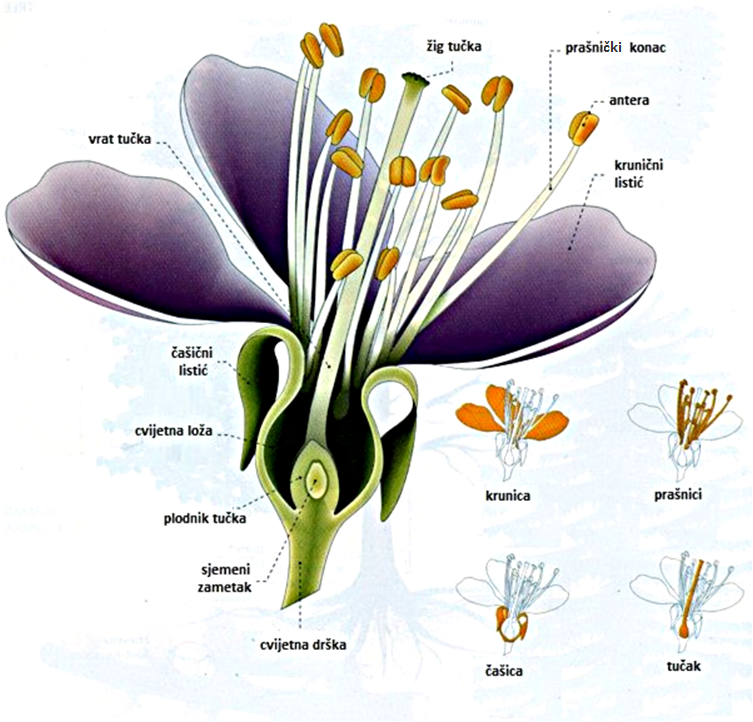 žig tučka
prašnički konac
antera
vrat tučka
krunični
listić
čašični
listić
cvijetna loža
krunica
prašnici
plodnik tučka
sjemeni
zametak
cvijetna drška
čašica
tučak